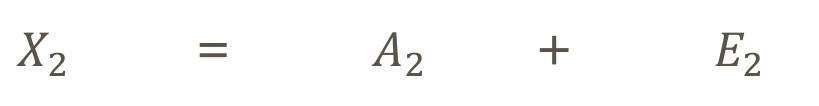 X₂ = A₂ + E₂